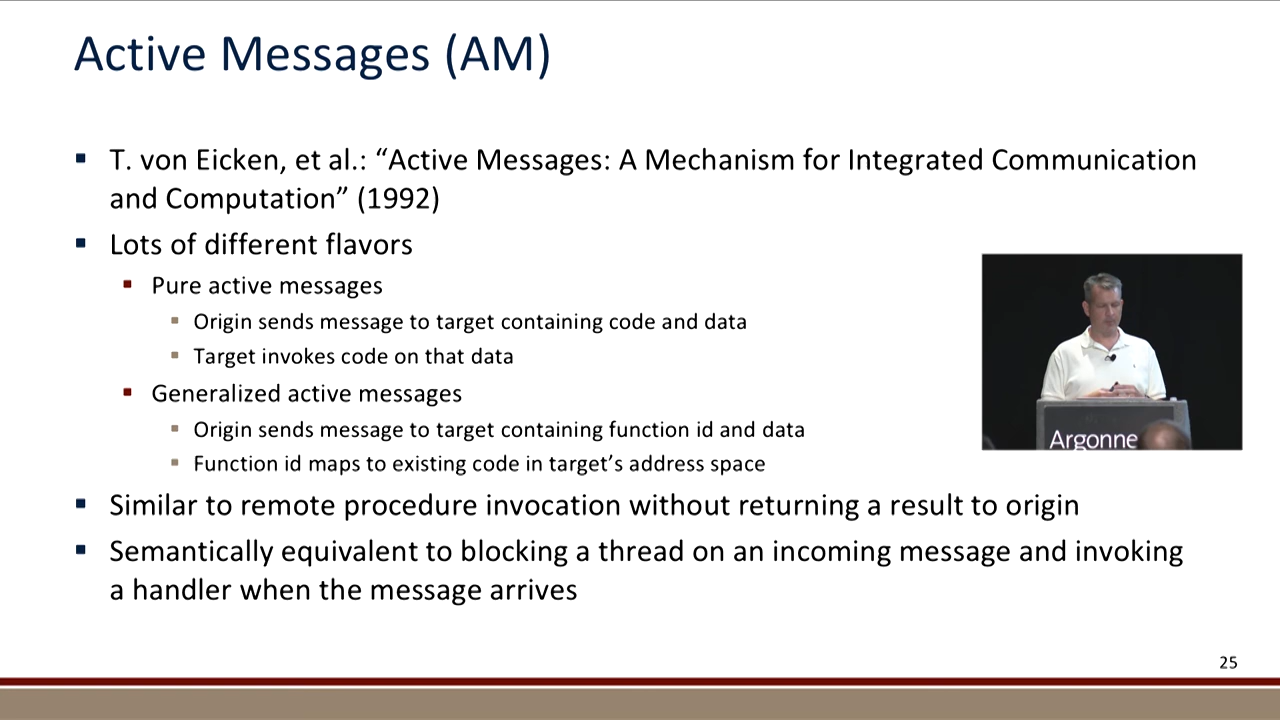 Active Messages (AM)
T. von Eicken, et al.: “Active Messages: A Mechanism for Integrated Communication
and Computation” (1992)
Lots of different flavors
Pure active messages
Origin sends message to target containing code and data
Target invokes code on that data
Generalized active messages
Origin sends message to target containing function id and data
Function id maps to existing code in target’s address space
Argonne
Similar to remote procedure invocation without returning a result to origin
Semantically equivalent to blocking a thread on an incoming message and invoking
a handler when the message arrives
25